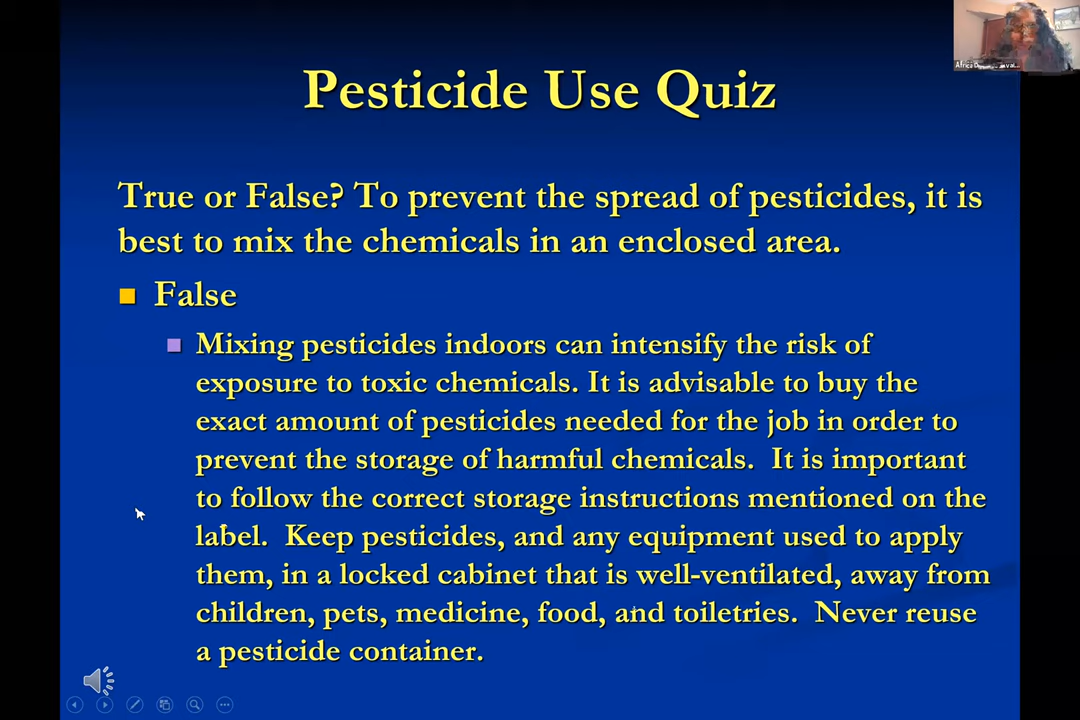 Pesticide Use Quiz
True or False? To prevent the spread of pesticides, it is
best to mix the chemicals in an enclosed area.
False
Mixing pesticides indoors can intensify the risk of
exposure to toxic chemicals. It is advisable to buy the
exact amount of pesticides needed for the job in order to
prevent the storage of harmful chemicals. It is important
to follow the correct storage instructions mentioned on the
label. Keep pesticides, and any equipment used to apply
them, in a locked cabinet that is well-ventilated, away from
children, pets, medicine, food, and toiletries. Never reuse
a pesticide container.